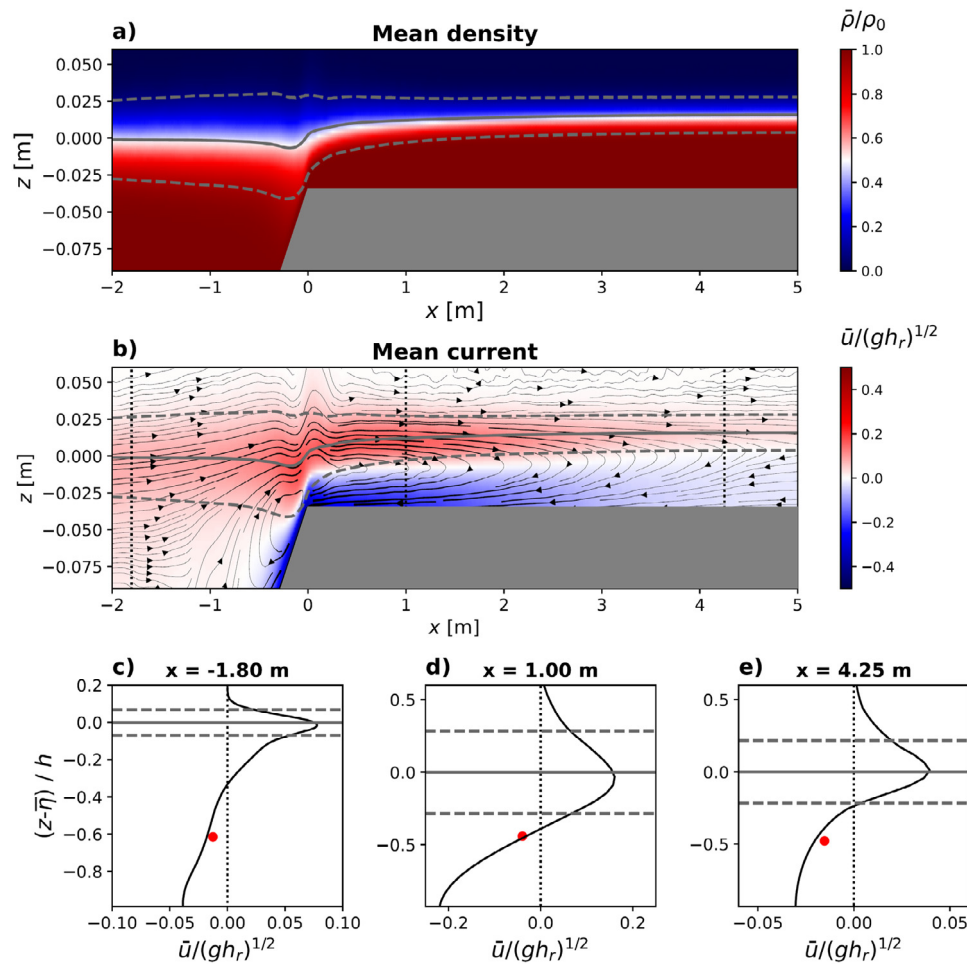 a) Mean density ρ̄/ρ₀
0.050
0.025
0.000
−0.025
−0.050
−0.075
z [m]
−2 −1 0 1 2 3 4 5
x [m]
1.0
0.8
0.6
0.4
0.2
0.0
b) Mean current ū/(ghᵣ)^{1/2}
0.050
0.025
0.000
−0.025
−0.050
−0.075
z [m]
−2 −1 0 1 2 3 4 5
x [m]
0.4
0.2
0.0
−0.2
−0.4
c) x = -1.80 m
0.2
0.0
−0.2
−0.4
−0.6
−0.8
(z-η̄) / h
−0.10 −0.05 0.00 0.05 0.10
ū/(ghᵣ)^{1/2}
d) x = 1.00 m
0.5
0.0
−0.5
−0.2 0.0 0.2
ū/(ghᵣ)^{1/2}
e) x = 4.25 m
0.5
0.0
−0.5
−0.05 0.00 0.05
ū/(ghᵣ)^{1/2}